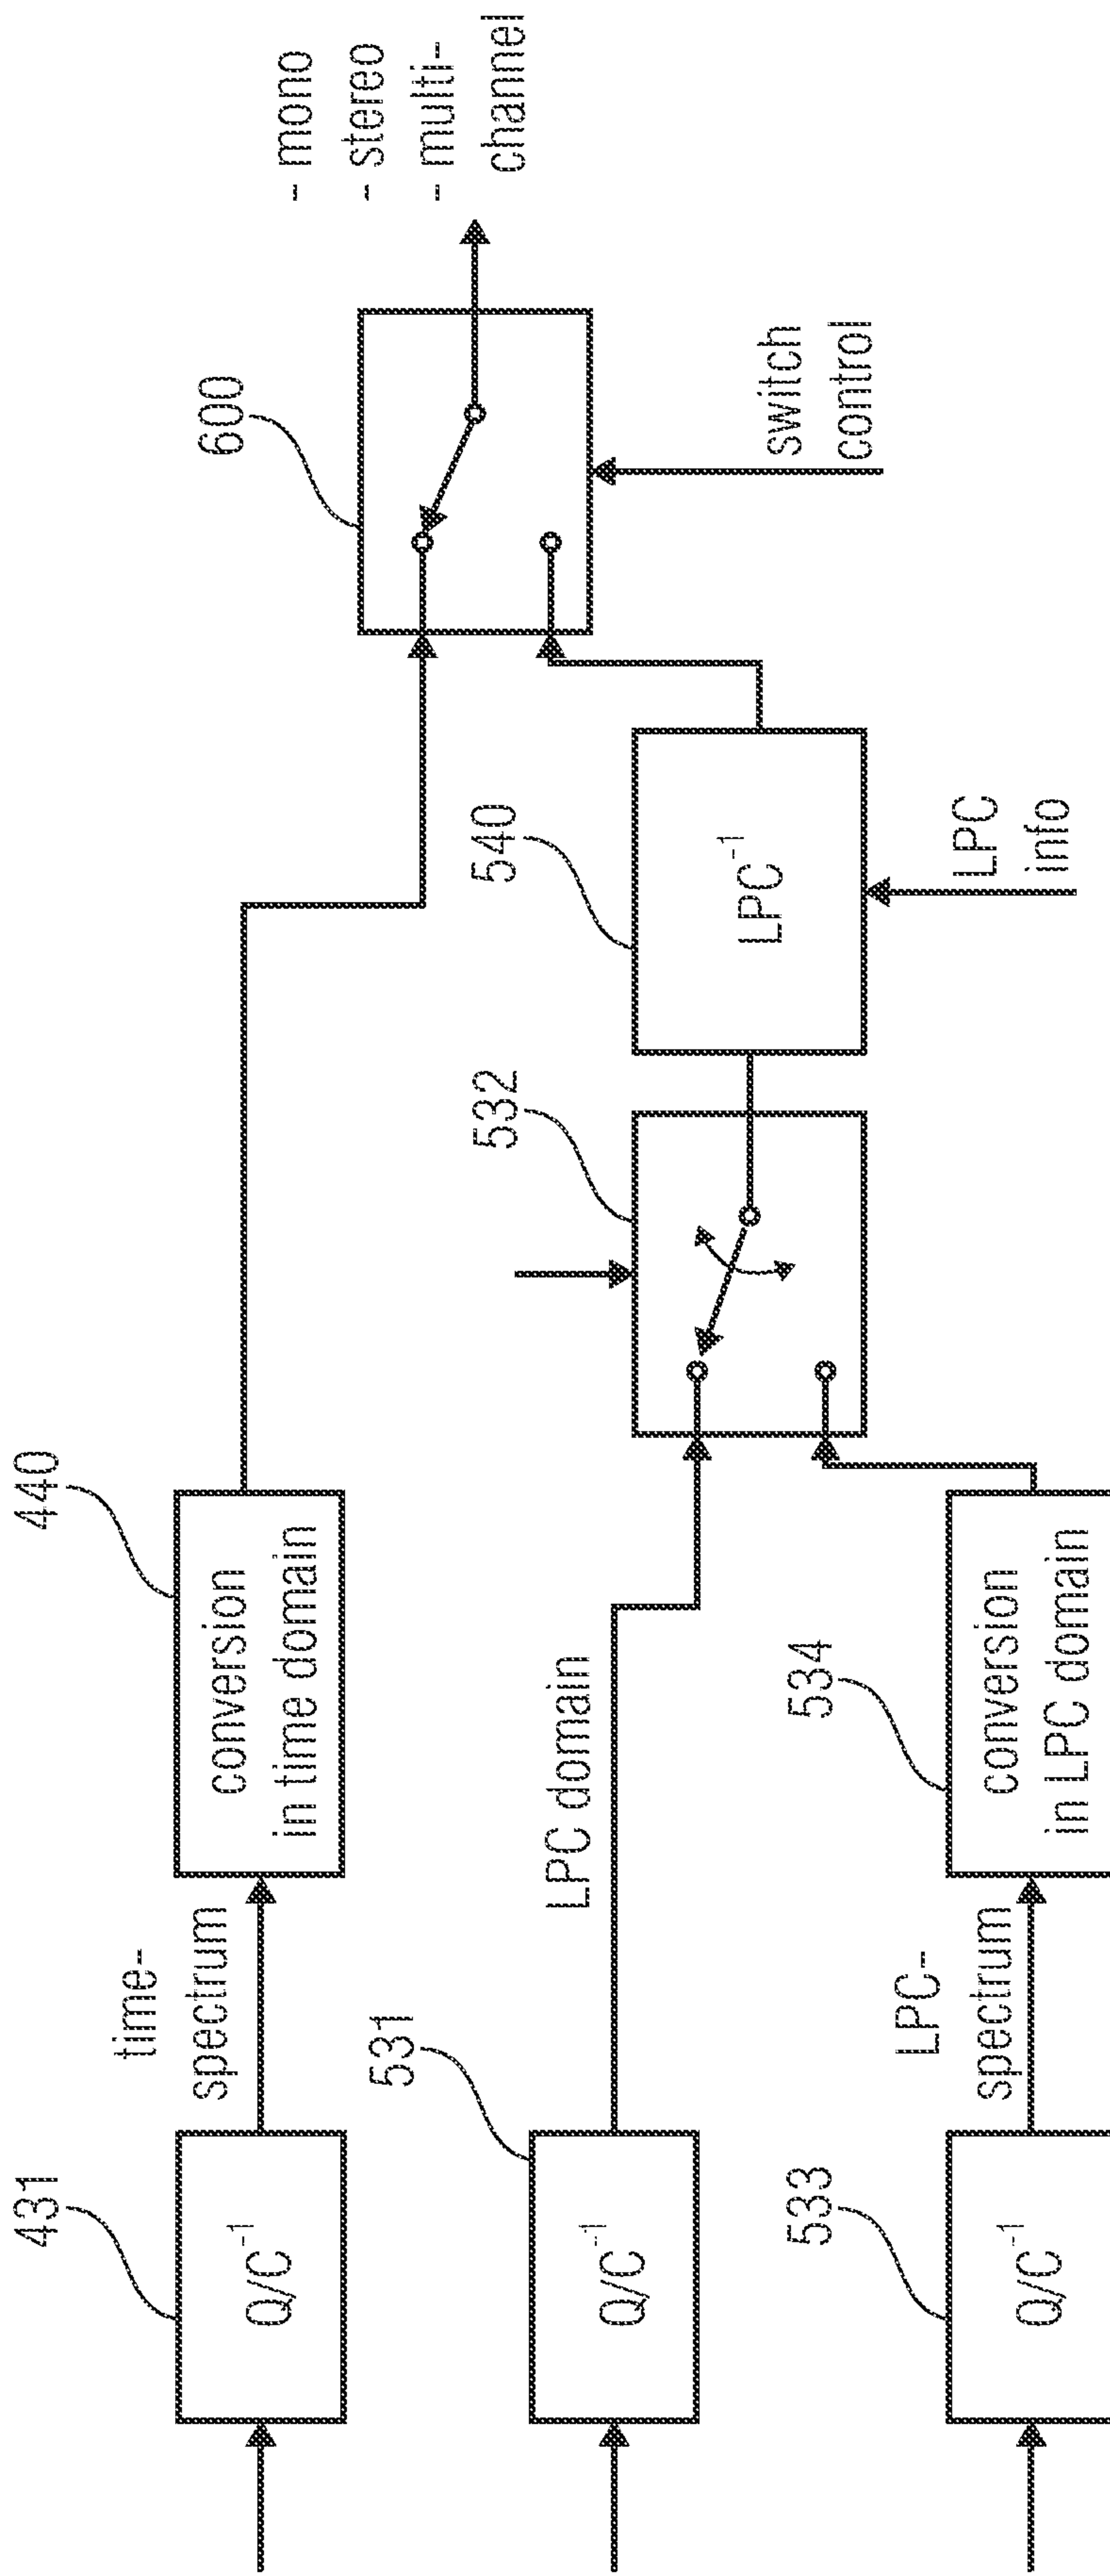 431
Q/C⁻¹
time-
spectrum
440
conversion
in time domain
531
Q/C⁻¹
LPC domain
533
Q/C⁻¹
LPC-
spectrum
534
conversion
in LPC domain
532
540
LPC⁻¹
LPC
info
600
switch
control
- mono
- stereo
- multi-
channel